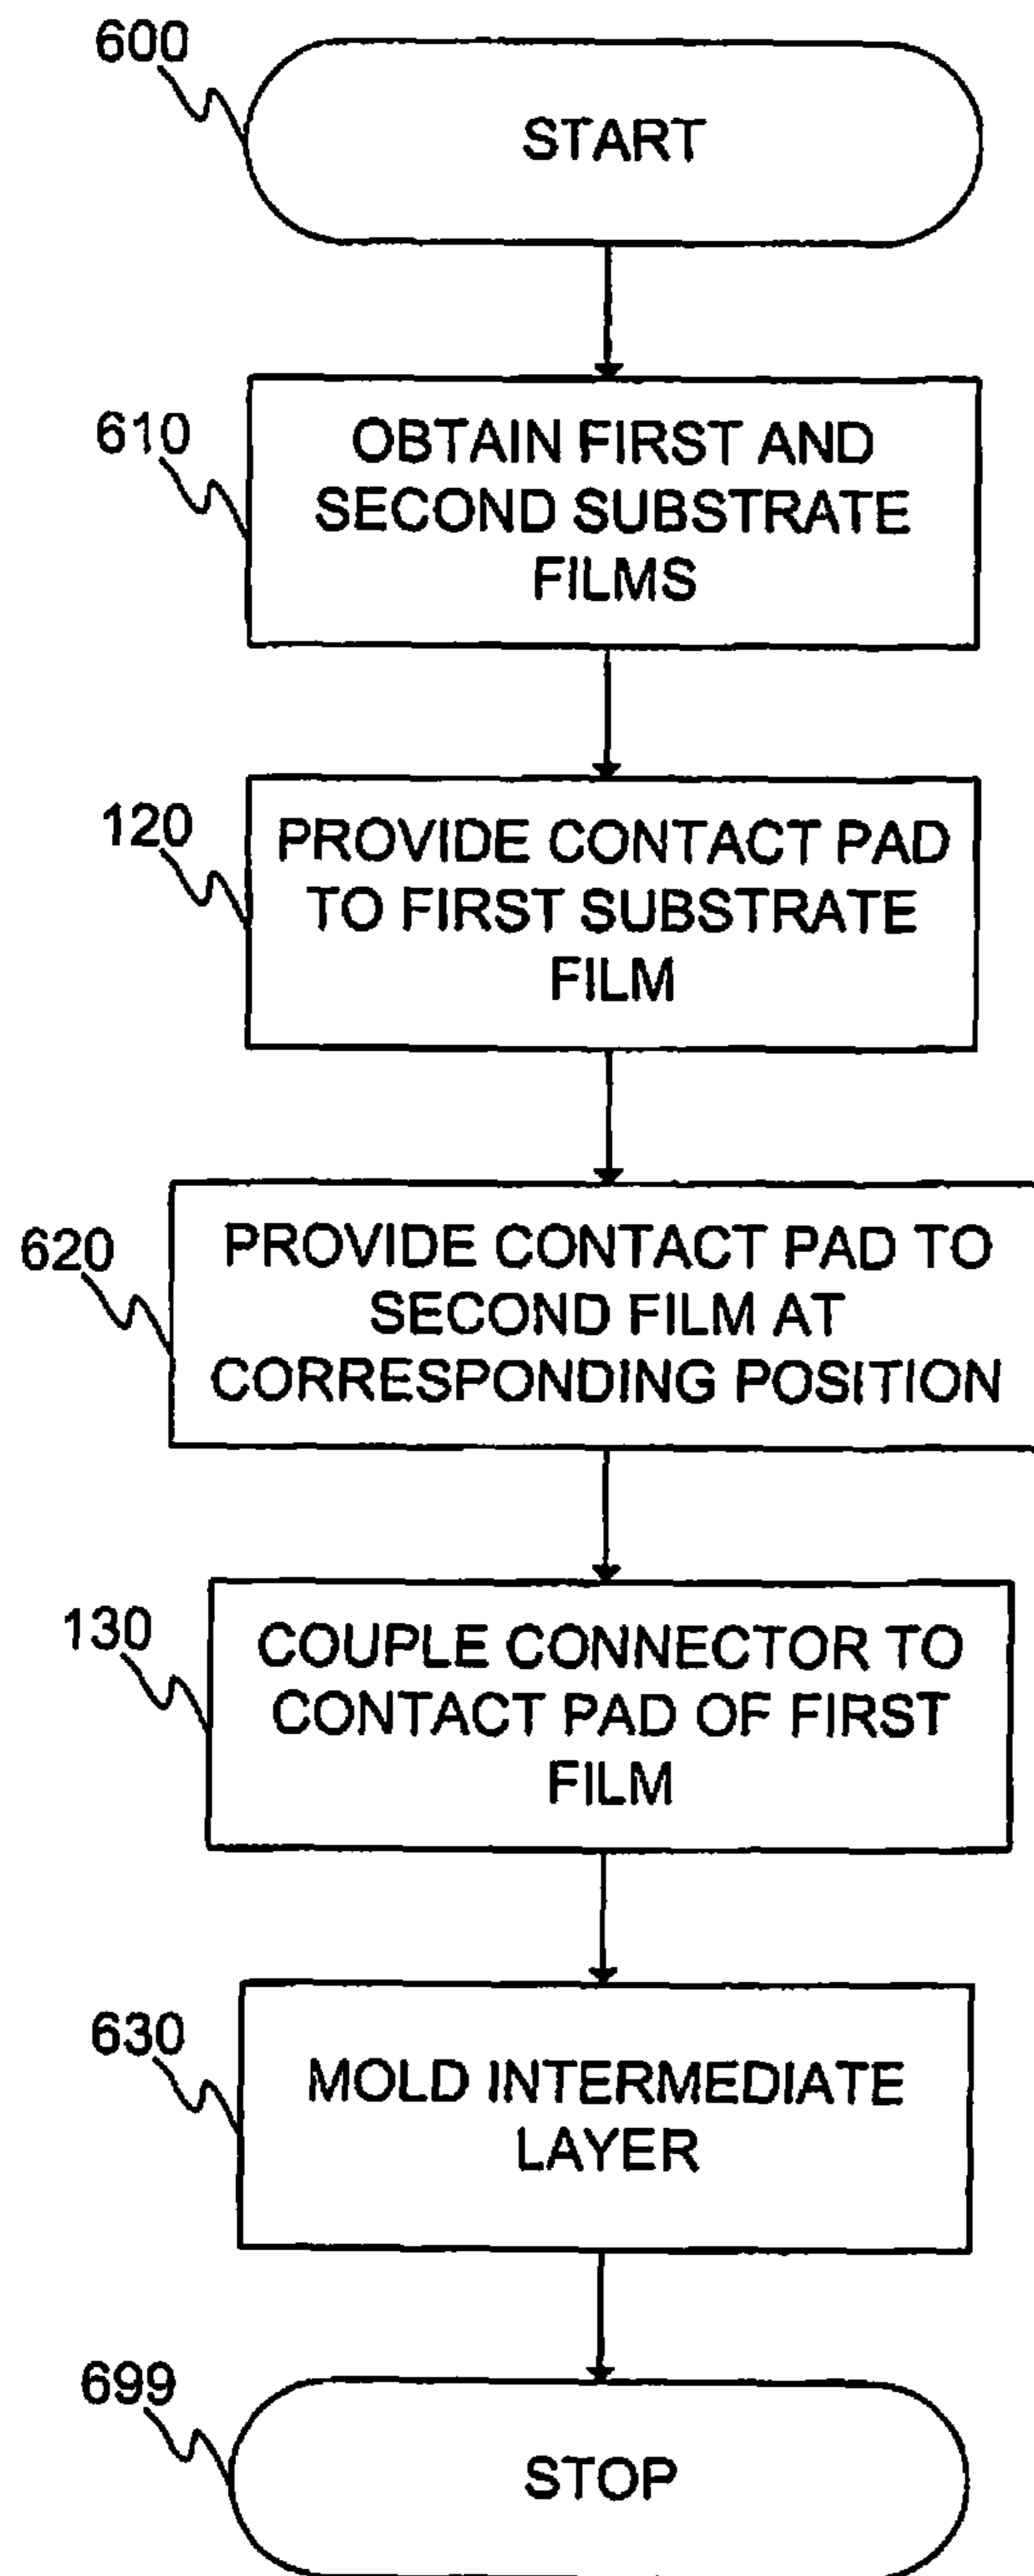 600
START
610
OBTAIN FIRST AND
SECOND SUBSTRATE
FILMS
120
PROVIDE CONTACT PAD
TO FIRST SUBSTRATE
FILM
620
PROVIDE CONTACT PAD TO
SECOND FILM AT
CORRESPONDING POSITION
130
COUPLE CONNECTOR TO
CONTACT PAD OF FIRST
FILM
630
MOLD INTERMEDIATE
LAYER
699
STOP